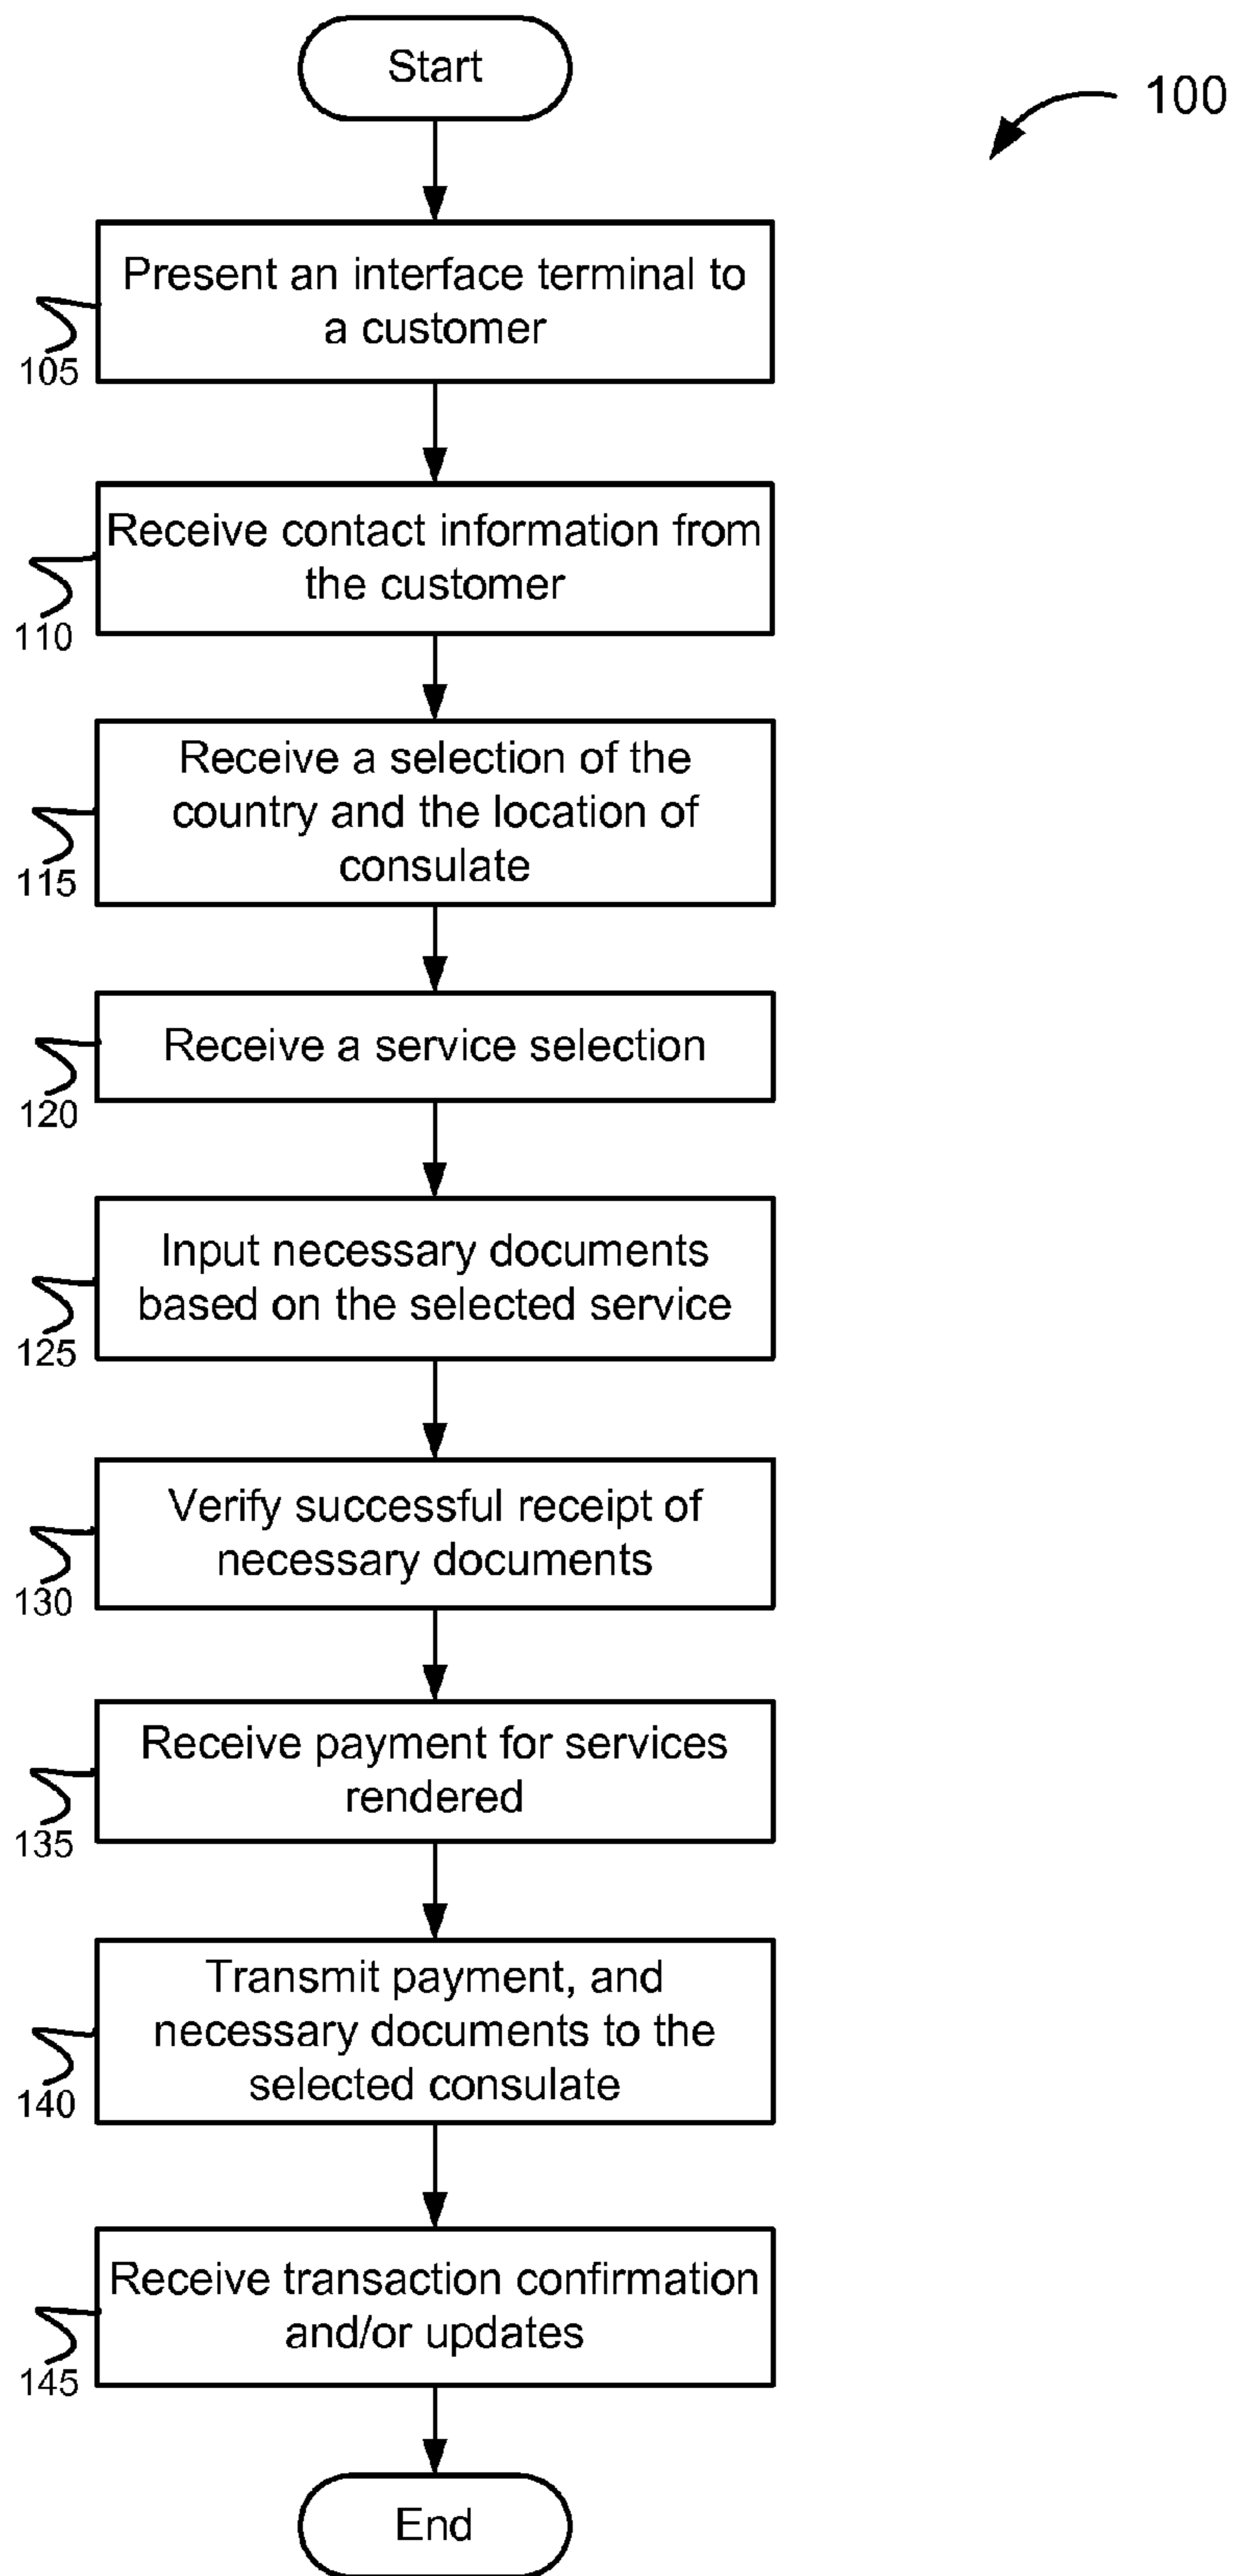 Start
100
Present an interface terminal to
a customer
105
Receive contact information from
the customer
110
Receive a selection of the
country and the location of
consulate
115
Receive a service selection
120
Input necessary documents
based on the selected service
125
Verify successful receipt of
necessary documents
130
Receive payment for services
rendered
135
Transmit payment, and
necessary documents to the
selected consulate
140
Receive transaction confirmation
and/or updates
145
End